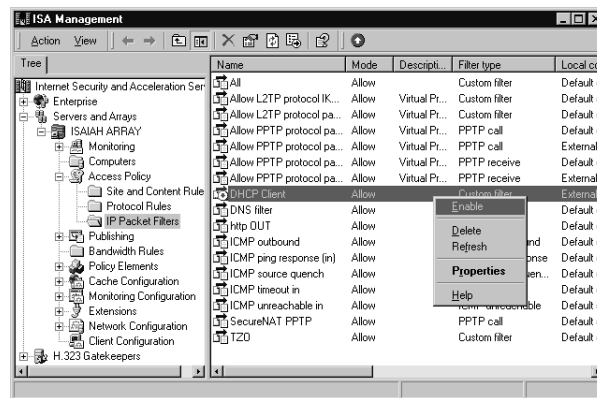 ISA Management
Action View
Tree
Internet Security and Acceleration Ser
Enterprise
Servers and Arrays
ISAIAH ARRAY
Monitoring
Computers
Access Policy
Site and Content Rule
Protocol Rules
IP Packet Filters
Publishing
Bandwidth Rules
Policy Elements
Cache Configuration
Monitoring Configuration
Extensions
Network Configuration
Client Configuration
H.323 Gatekeepers
Name Mode Descripti... Filter type Local co
All Allow Custom filter Default
Allow L2TP protocol IK... Allow Virtual Pr... Custom filter Default
Allow L2TP protocol pa... Allow Virtual Pr... Custom filter Default
Allow PPTP protocol pa... Allow Virtual Pr... PPTP call Default
Allow PPTP protocol pa... Allow Virtual Pr... PPTP call External
Allow PPTP protocol pa... Allow Virtual Pr... PPTP receive Default
Allow PPTP protocol pa... Allow Virtual Pr... PPTP receive External
DHCP Client Allow Custom filter External
DNS filter Allow Default
http OUT Allow Default
ICMP outbound Allow nd Default
ICMP ping response (in) Allow onse Default
ICMP source quench Allow uen... Default
ICMP timeout in Allow Default
ICMP unreachable in Allow ICMP unreachable Default
SecureNAT PPTP Allow PPTP call Default
TZO Allow Custom filter Default
Enable
Delete
Refresh
Properties
Help